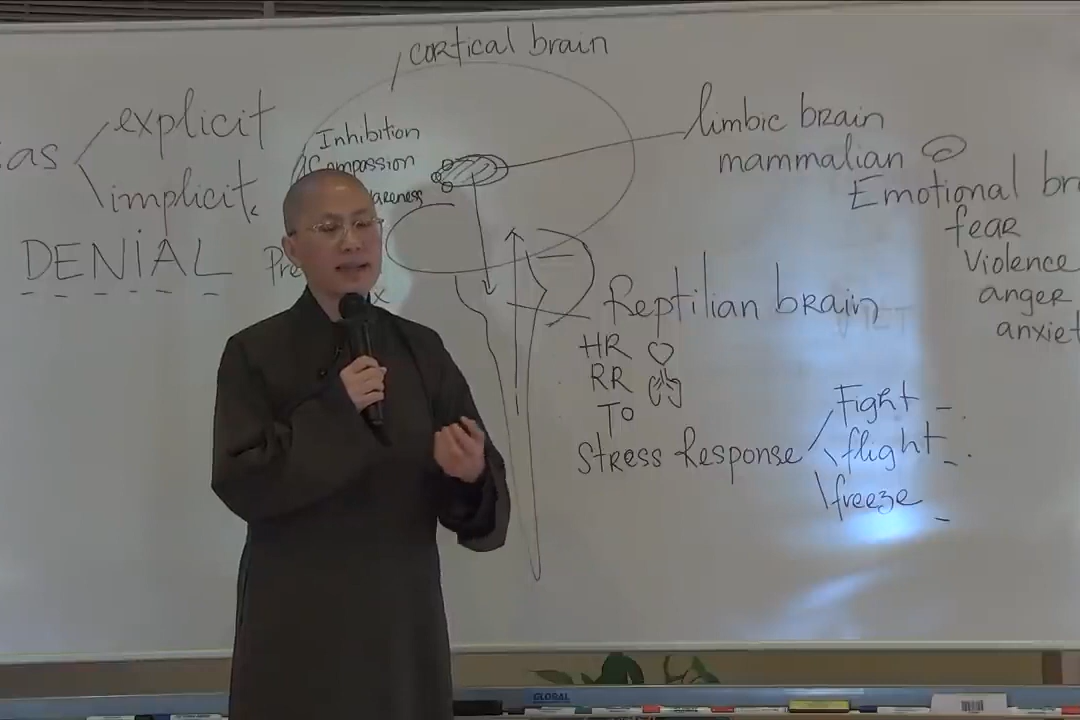 cortical brain
explicit
implicit
DENIAL
Inhibition
Compassion
limbic brain
mammalian
Emotional
fear
Violence
anger
Reptilian brain
HR
RR
To
Stress Response
Fight
flight
freeze
GLOBAL